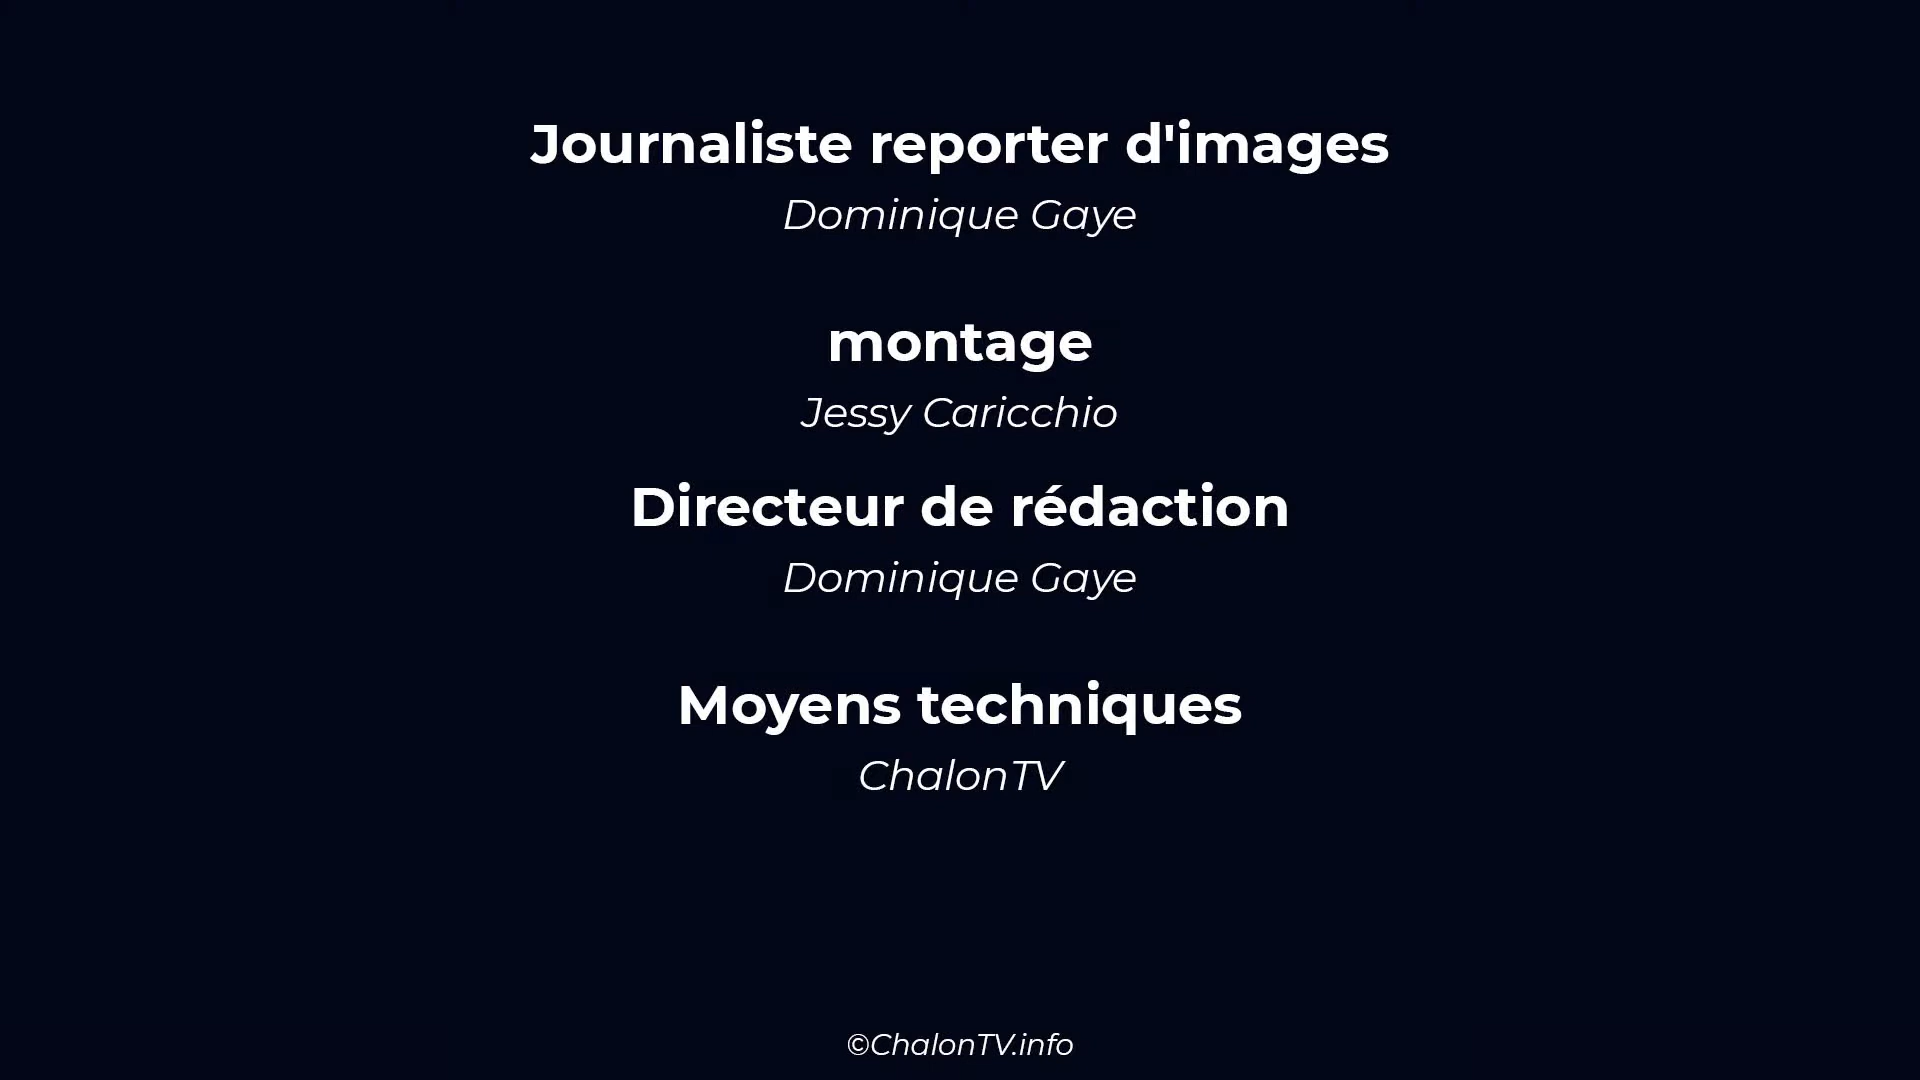 Journaliste reporter d'images
Dominique Gaye
montage
Jessy Caricchio
Directeur de rédaction
Dominique Gaye
Moyens techniques
ChalonTV
©ChalonTV.info